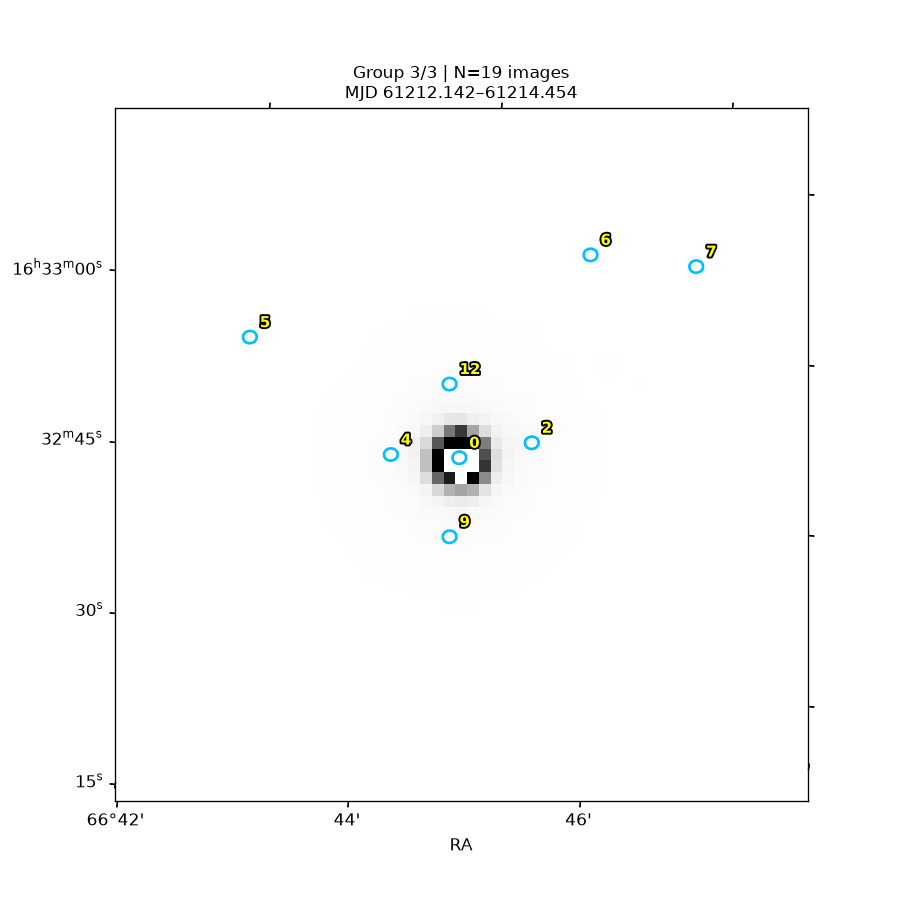 Group 3/3 | N=19 images
MJD 61212.142–61214.454
6
7
16h33m00s
5
12
2
32m45s
4
0
9
30s
15s
66°42'
44'
46'
RA